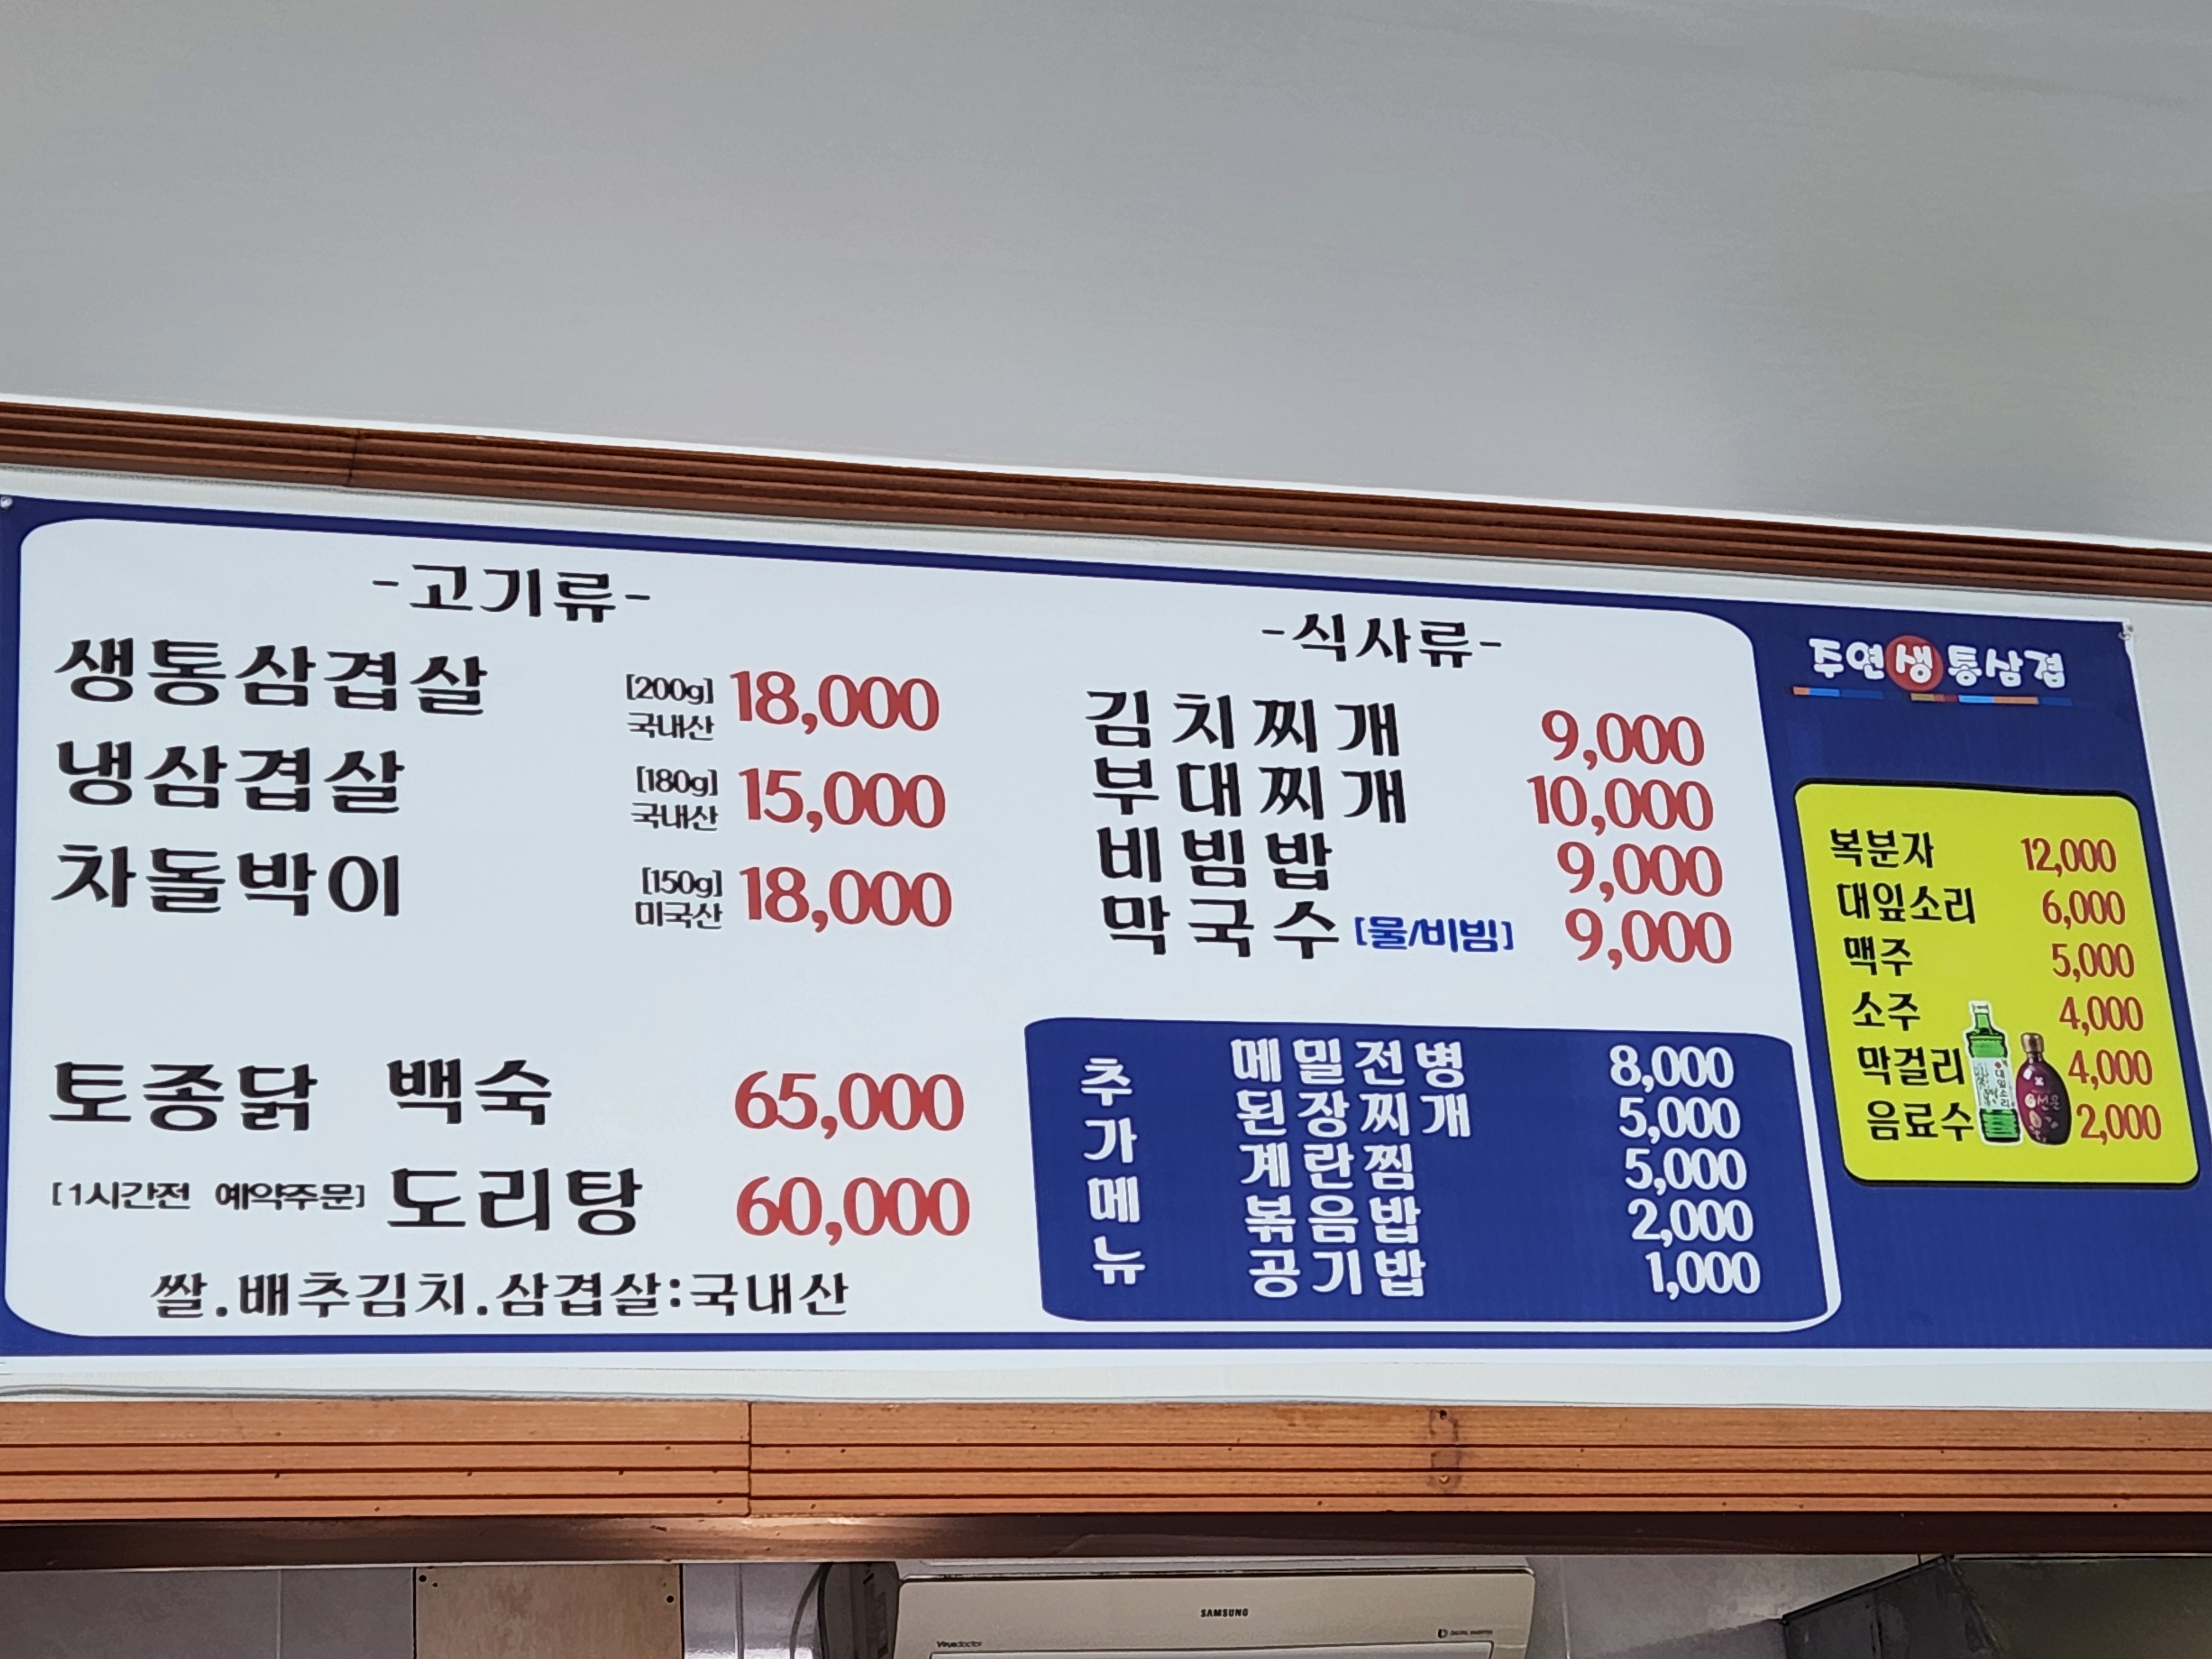 -고기류-
생통삼겹살 [200g] 국내산 18,000
냉삼겹살 [180g] 국내산 15,000
차돌박이 [150g] 미국산 18,000
토종닭 백숙 65,000
[1시간전 예약주문] 도리탕 60,000
쌀.배추김치.삼겹살:국내산
-식사류-
김치찌개 9,000
부대찌개 10,000
비빔밥 9,000
막국수 [물/비빔] 9,000
추가메뉴
메밀전병 8,000
된장찌개 5,000
계란찜 5,000
볶음밥 2,000
공기밥 1,000
주연생통삼겹
복분자 12,000
대잎소리 6,000
맥주 5,000
소주 4,000
막걸리 4,000
음료수 2,000
SAMSUNG
Virusdoctor
DIGITAL INVERTER